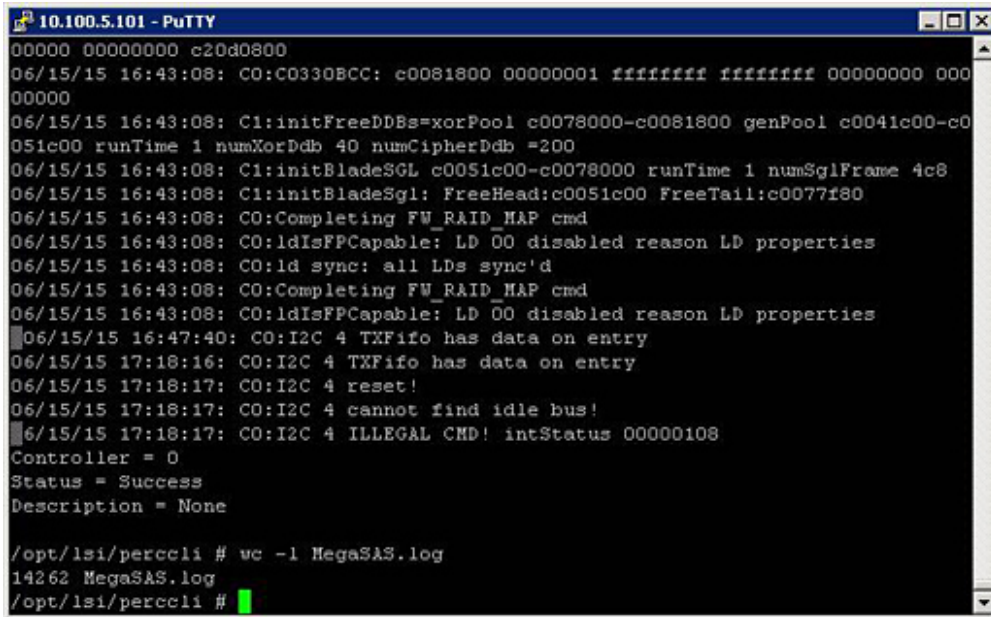 10.100.5.101 - PuTTY
00000 00000000 c20d0800
06/15/15 16:43:08: C0:C0330BCC: c0081800 00000001 ffffffff ffffffff 00000000 000
00000
06/15/15 16:43:08: C1:initFreeDDBs=xorPool c0078000-c0081800 genPool c0041c00-c0
051c00 runTime 1 numXorDdb 40 numCipherDdb =200
06/15/15 16:43:08: C1:initBladeSGL c0051c00-c0078000 runTime 1 numSglFrame 4c8
06/15/15 16:43:08: C1:initBladeSgl: FreeHead:c0051c00 FreeTail:c0077f80
06/15/15 16:43:08: C0:Completing FW_RAID_MAP cmd
06/15/15 16:43:08: C0:ldIsFPCapable: LD 00 disabled reason LD properties
06/15/15 16:43:08: C0:ld sync: all LDs sync'd
06/15/15 16:43:08: C0:Completing FW_RAID_MAP cmd
06/15/15 16:43:08: C0:ldIsFPCapable: LD 00 disabled reason LD properties
06/15/15 16:47:40: C0:I2C 4 TXFifo has data on entry
06/15/15 17:18:16: C0:I2C 4 TXFifo has data on entry
06/15/15 17:18:17: C0:I2C 4 reset!
06/15/15 17:18:17: C0:I2C 4 cannot find idle bus!
6/15/15 17:18:17: C0:I2C 4 ILLEGAL CMD! intStatus 00000108
Controller = 0
Status = Success
Description = None
/opt/lsi/perccli # wc -l MegaSAS.log
14262 MegaSAS.log
/opt/lsi/perccli #